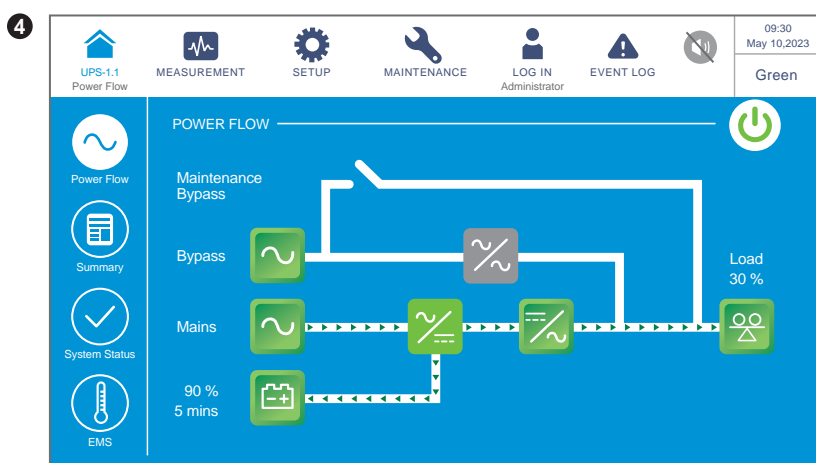 4
09:30
May 10,2023
Green
UPS-1.1
Power Flow
MEASUREMENT
SETUP
MAINTENANCE
LOG IN
Administrator
EVENT LOG
POWER FLOW
Power Flow
Summary
System Status
EMS
Maintenance
Bypass
Bypass
Load
30 %
Mains
90 %
5 mins